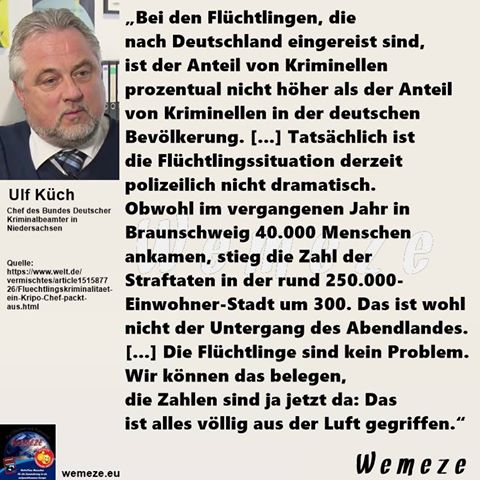 „Bei den Flüchtlingen, die
nach Deutschland eingereist sind,
ist der Anteil von Kriminellen
prozentual nicht höher als der Anteil
von Kriminellen in der deutschen
Bevölkerung. [...] Tatsächlich ist
die Flüchtlingssituation derzeit
polizeilich nicht dramatisch.
Obwohl im vergangenen Jahr in
Braunschweig 40.000 Menschen
ankamen, stieg die Zahl der
Straftaten in der rund 250.000-
Einwohner-Stadt um 300. Das ist wohl
nicht der Untergang des Abendlandes.
[...] Die Flüchtlinge sind kein Problem.
Wir können das belegen,
die Zahlen sind ja jetzt da: Das
ist alles völlig aus der Luft gegriffen.“
Ulf Küch
Chef des Bundes Deutscher
Kriminalbeamter in
Niedersachsen
Quelle:
https://www.welt.de/
vermischtes/article1515877
26/Fluechtlingskriminalitaet-
ein-Kripo-Chef-packt-
aus.html
Wemeze
WEMEZE
wemeze.eu
Wemeze